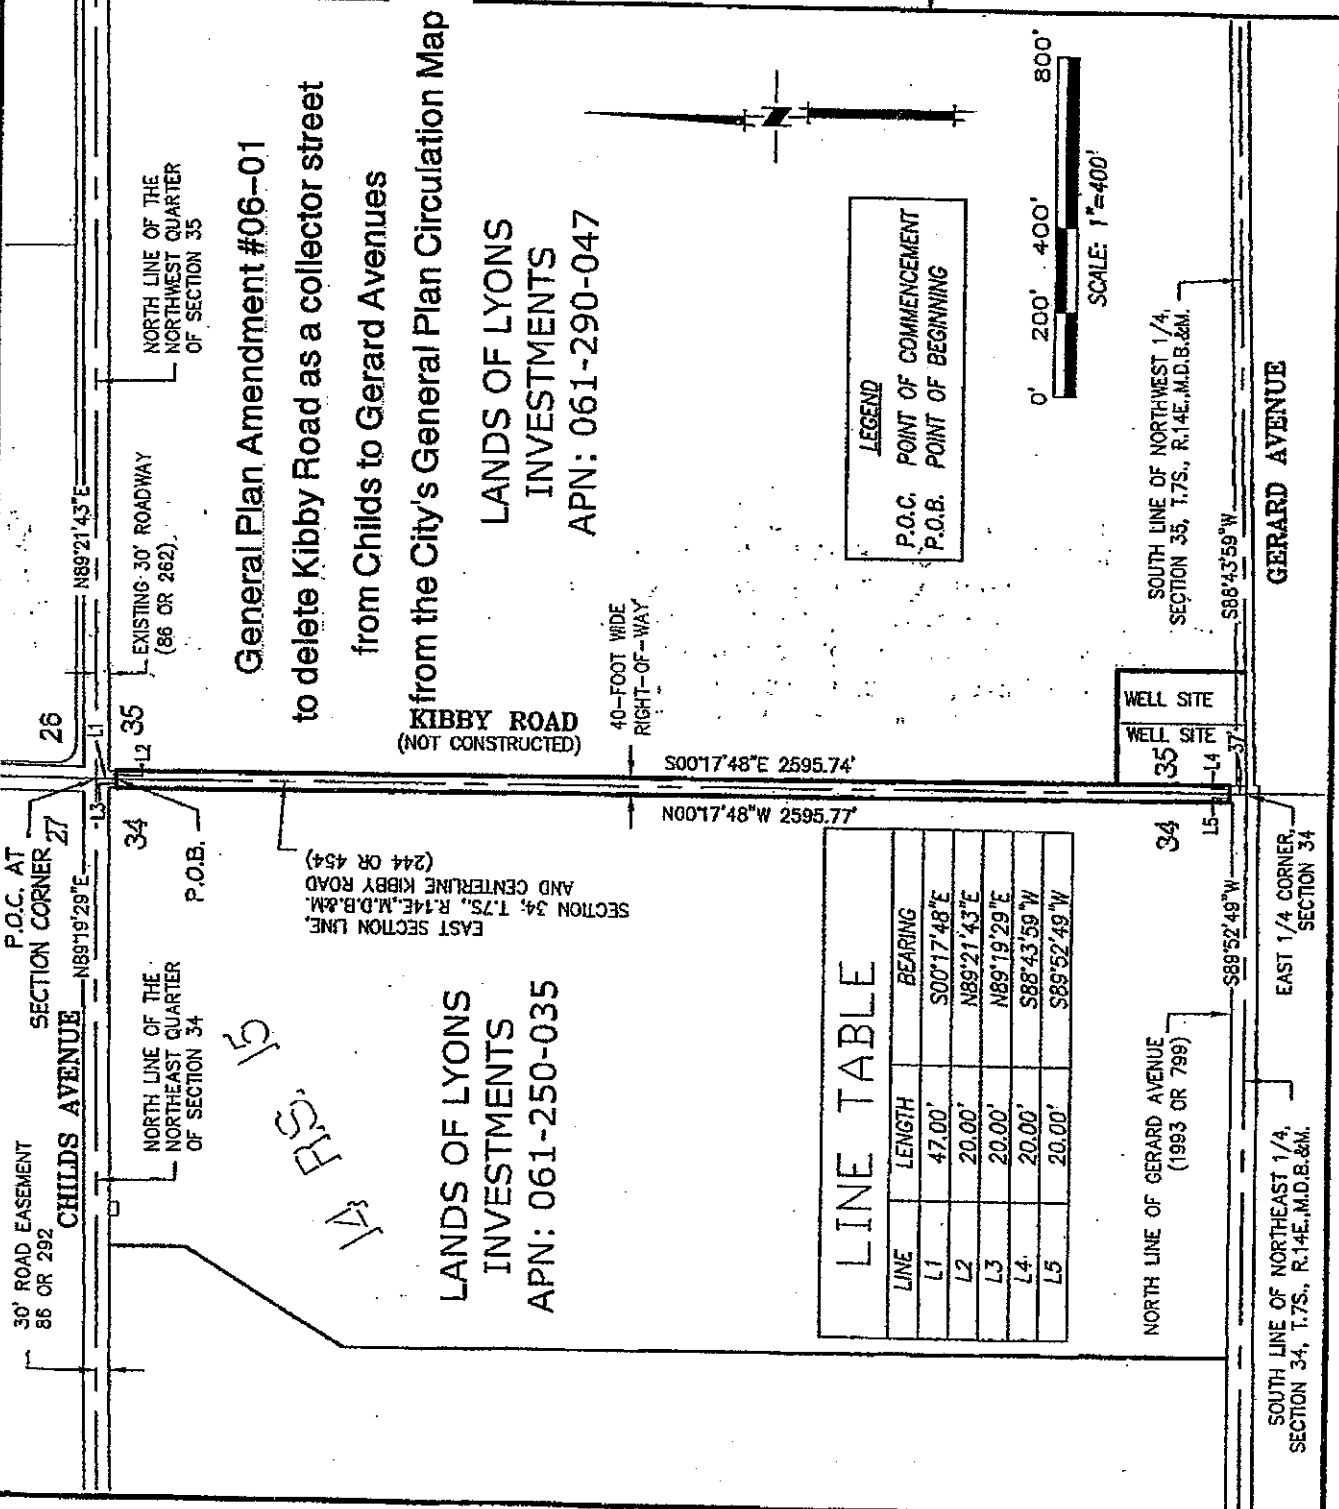 P.O.C. AT
SECTION CORNER
30' ROAD EASEMENT
86 OR 292
CHILDS AVENUE
N89°19'29"E
27
26
L3
L1
N89°21'43"E
34
35
L2
P.O.B.
NORTH LINE OF THE
NORTHEAST QUARTER
OF SECTION 34
EXISTING 30' ROADWAY
(86 OR 262)
NORTH LINE OF THE
NORTHWEST QUARTER
OF SECTION 35
General Plan Amendment #06-01
to delete Kibby Road as a collector street
from Childs to Gerard Avenues
from the City's General Plan Circulation Map
14 R.S. 15
EAST SECTION LINE,
SECTION 34; T.7S., R.14E.,M.D.B.&M.
AND CENTERLINE KIBBY ROAD
(244 OR 454)
KIBBY ROAD
(NOT CONSTRUCTED)
LANDS OF LYONS
INVESTMENTS
APN: 061-250-035
LANDS OF LYONS
INVESTMENTS
APN: 061-290-047
N
40-FOOT WIDE
RIGHT-OF-WAY
S00°17'48"E 2595.74'
N00°17'48"W 2595.77'
LINE TABLE
LINE LENGTH BEARING
L1 47.00' S00°17'48"E
L2 20.00' N89°21'43"E
L3 20.00' N89°19'29"E
L4 20.00' S88°43'59"W
L5 20.00' S89°52'49"W
LEGEND
P.O.C. POINT OF COMMENCEMENT
P.O.B. POINT OF BEGINNING
0' 200' 400' 800'
SCALE: 1"=400'
WELL SITE
WELL SITE
34
35
L5
L4
37'
NORTH LINE OF GERARD AVENUE
(1993 OR 799)
S89°52'49"W
SOUTH LINE OF NORTHWEST 1/4,
SECTION 35, T.7S., R.14E.,M.D.B.&M.
S88°43'59"W
GERARD AVENUE
EAST 1/4 CORNER,
SECTION 34
SOUTH LINE OF NORTHEAST 1/4,
SECTION 34, T.7S., R.14E.,M.D.B.&M.